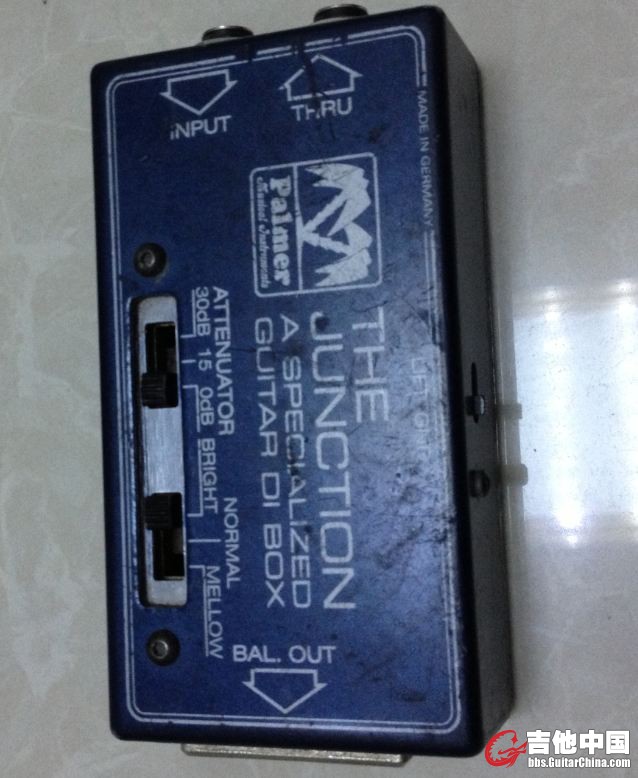 INPUT
THRU
MADE IN GERMANY
Palmer
Musical Instruments
THE
JUNCTION
A SPECIALIZED
GUITAR DI BOX
ATTENUATOR
30dB 15 0dB
NORMAL
BRIGHT
MELLOW
BAL. OUT
吉他中国
bbs.GuitarChina.com